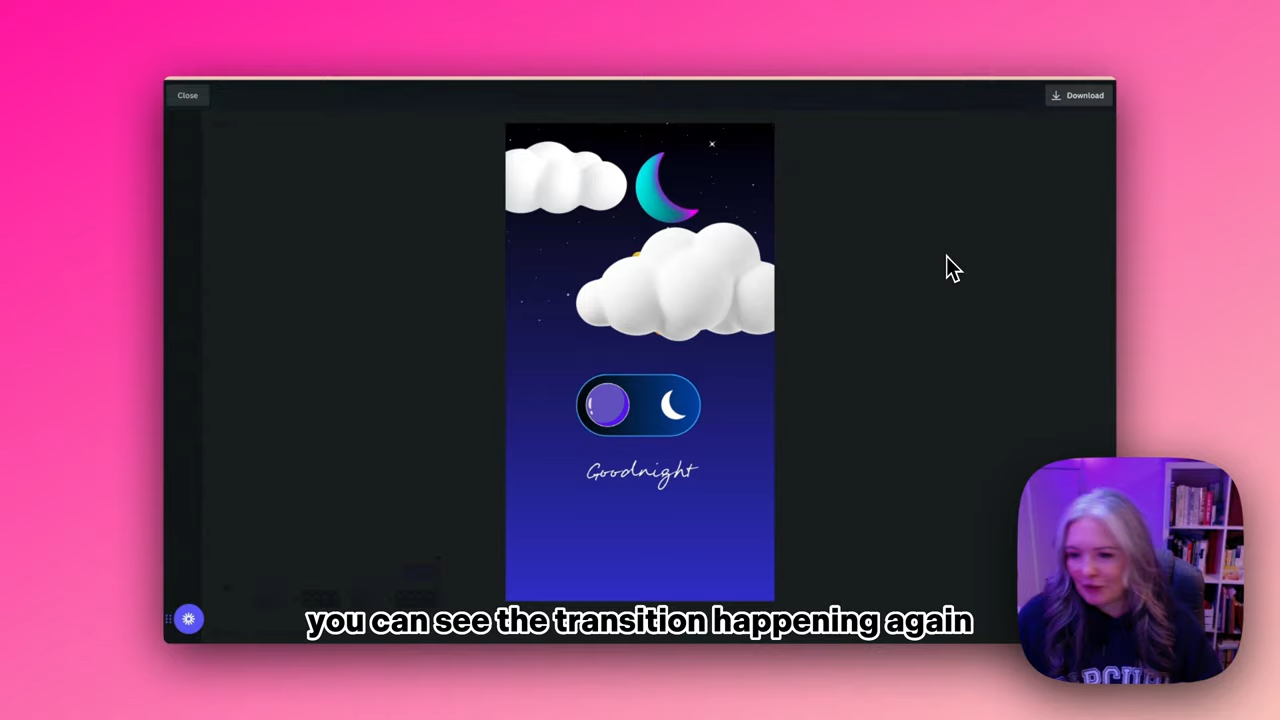 Close
Download
Goodnight
you can see the transition happening again